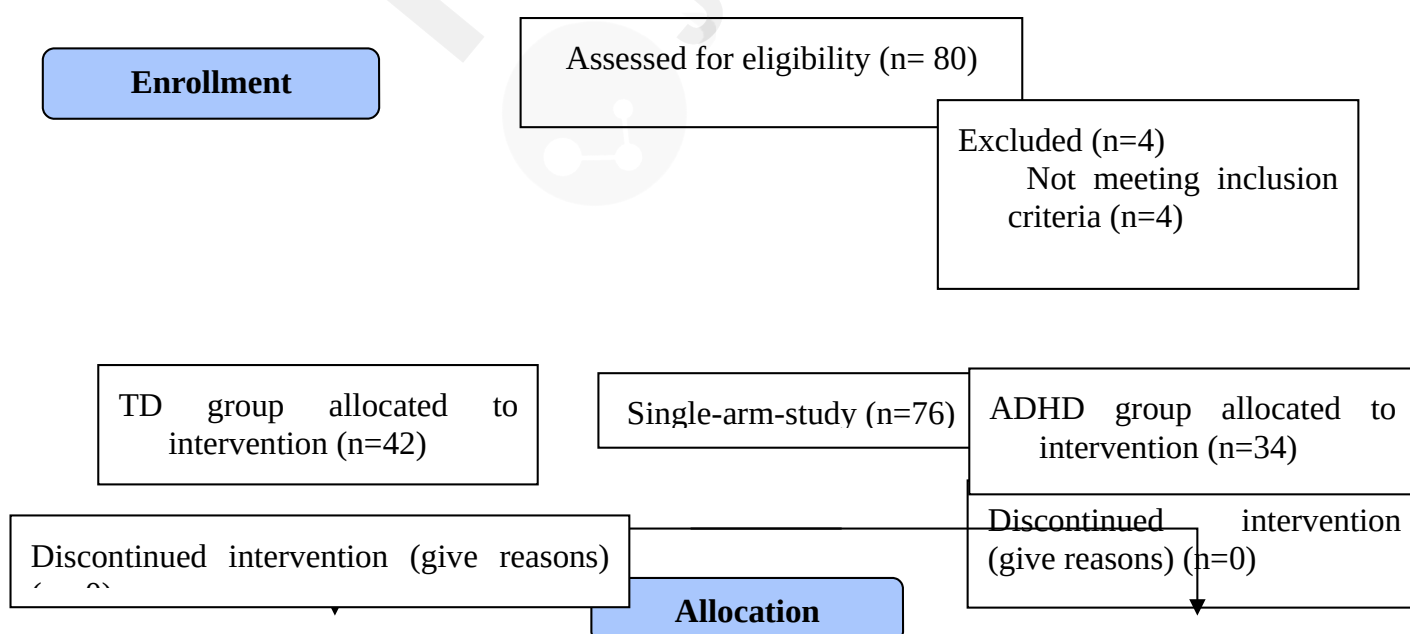 Enrollment
Assessed for eligibility (n= 80)
Excluded (n=4)
Not meeting inclusion
criteria (n=4)
TD group allocated to
intervention (n=42)
Single-arm-study (n=76)
ADHD group allocated to
intervention (n=34)
Discontinued intervention (give reasons)
Discontinued intervention
(give reasons) (n=0)
Allocation